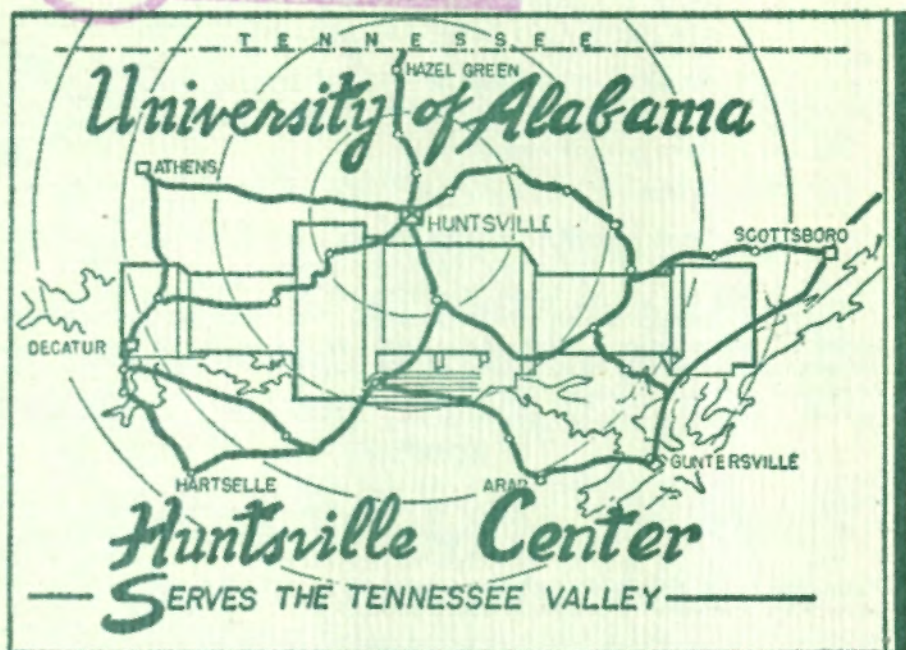 TENNESSEE
HAZEL GREEN
University of Alabama
ATHENS
HUNTSVILLE
SCOTTSBORO
DECATUR
GUNTERSVILLE
HARTSELLE
ARAB
Huntsville Center
SERVES THE TENNESSEE VALLEY